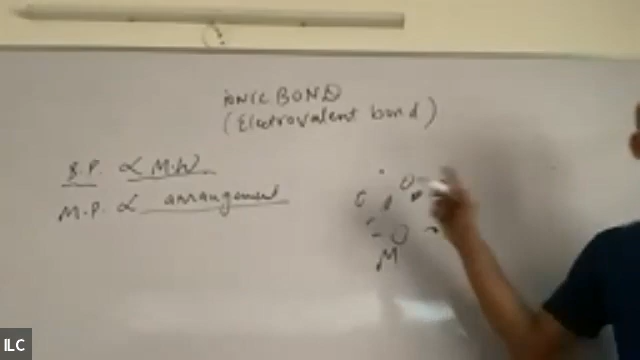 IONIC BOND
(Electrovalent bond)
B.P. ∝ M.W
M.P. ∝ arrangement
M
ILC